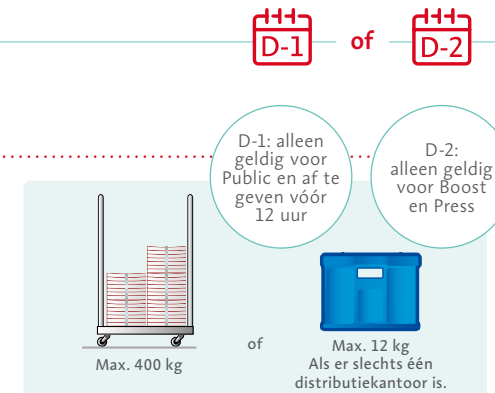 D-1 of D-2
D-1: alleen
geldig voor
Public en af te
geven vóór
12 uur
D-2:
alleen geldig
voor Boost
en Press
Max. 400 kg
of
Max. 12 kg
Als er slechts één
distributiekantoor is.